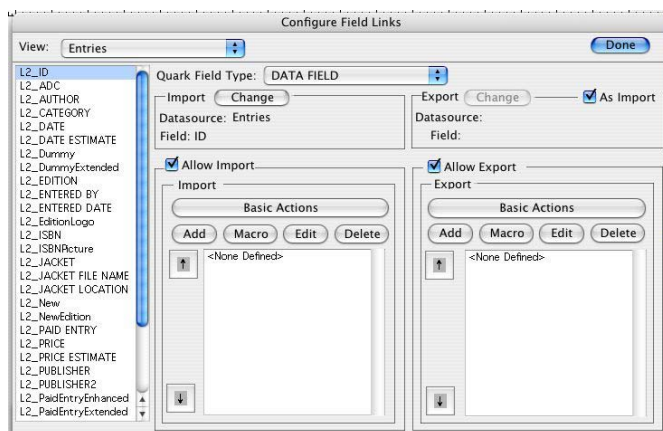 Configure Field Links
View: Entries
Done
L2_ID
L2_ADC
L2_AUTHOR
L2_CATEGORY
L2_DATE
L2_DATE ESTIMATE
L2_Dummy
L2_DummyExtended
L2_EDITION
L2_ENTERED BY
L2_ENTERED DATE
L2_EditionLogo
L2_ISBN
L2_ISBNPicture
L2_JACKET
L2_JACKET FILE NAME
L2_JACKET LOCATION
L2_New
L2_NewEdition
L2_PAID ENTRY
L2_PRICE
L2_PRICE ESTIMATE
L2_PUBLISHER
L2_PUBLISHER2
L2_PaidEntryEnhanced
L2_PaidEntryExtended
Quark Field Type: DATA FIELD
Import Change
Datasource: Entries
Field: ID
Export Change As Import
Datasource:
Field:
Allow Import
Import
Basic Actions
Add Macro Edit Delete
<None Defined>
Allow Export
Export
Basic Actions
Add Macro Edit Delete
<None Defined>